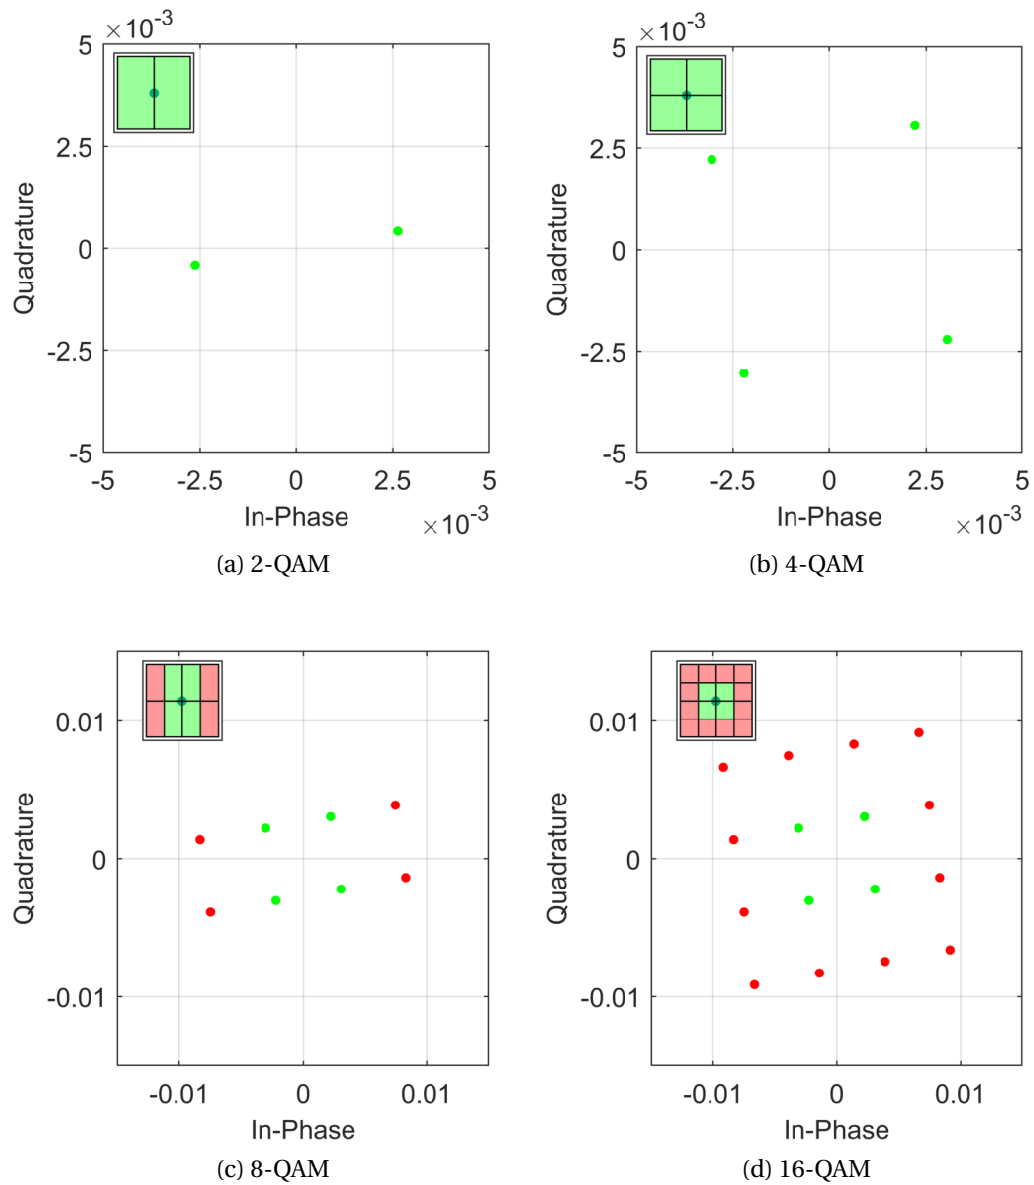 ×10⁻³
5
2.5
0
-2.5
-5
Quadrature
-5 -2.5 0 2.5 5
In-Phase
×10⁻³
(a) 2-QAM
×10⁻³
5
2.5
0
-2.5
-5
Quadrature
-5 -2.5 0 2.5 5
In-Phase
×10⁻³
(b) 4-QAM
0.01
0
-0.01
Quadrature
-0.01 0 0.01
In-Phase
(c) 8-QAM
0.01
0
-0.01
Quadrature
-0.01 0 0.01
In-Phase
(d) 16-QAM